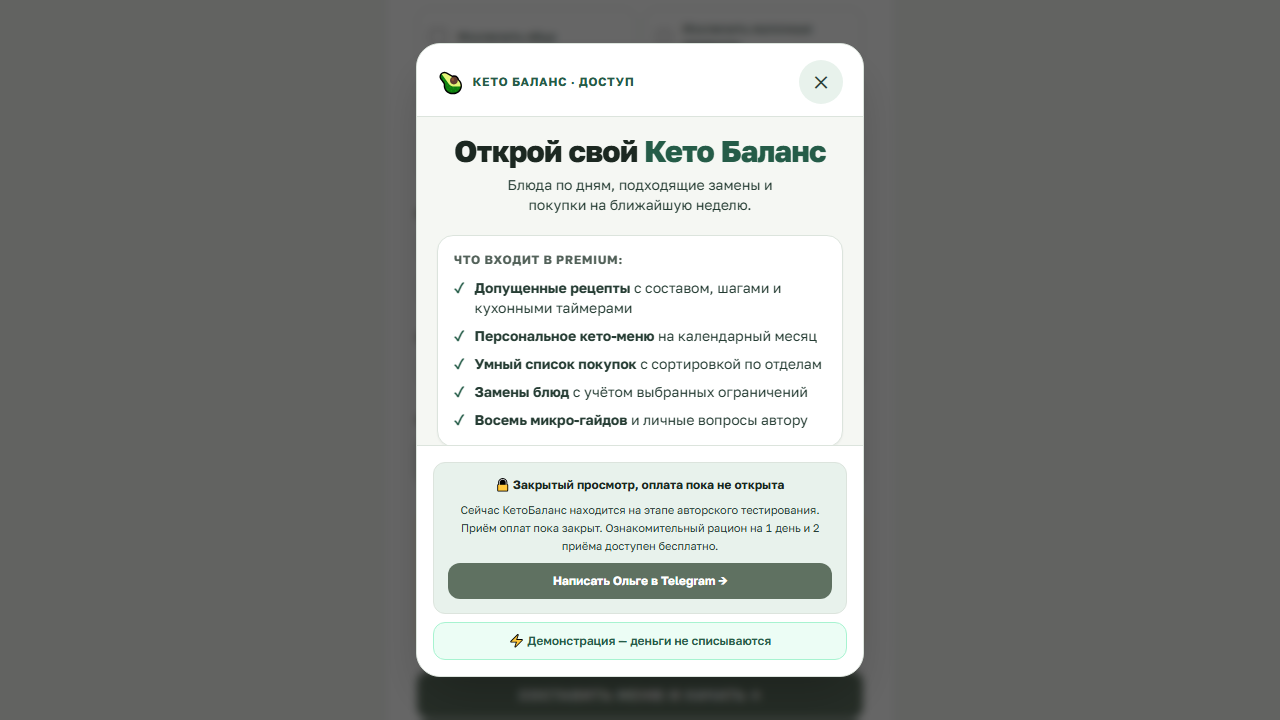 КЕТО БАЛАНС · ДОСТУП
Открой свой Кето Баланс
Блюда по дням, подходящие замены и
покупки на ближайшую неделю.
ЧТО ВХОДИТ В PREMIUM:
✓ Допущенные рецепты с составом, шагами и
кухонными таймерами
✓ Персональное кето-меню на календарный месяц
✓ Умный список покупок с сортировкой по отделам
✓ Замены блюд с учётом выбранных ограничений
✓ Восемь микро-гайдов и личные вопросы автору
🔒 Закрытый просмотр, оплата пока не открыта
Сейчас КетоБаланс находится на этапе авторского тестирования.
Приём оплат пока закрыт. Ознакомительный рацион на 1 день и 2
приёма доступен бесплатно.
Написать Ольге в Telegram →
⚡ Демонстрация — деньги не списываются